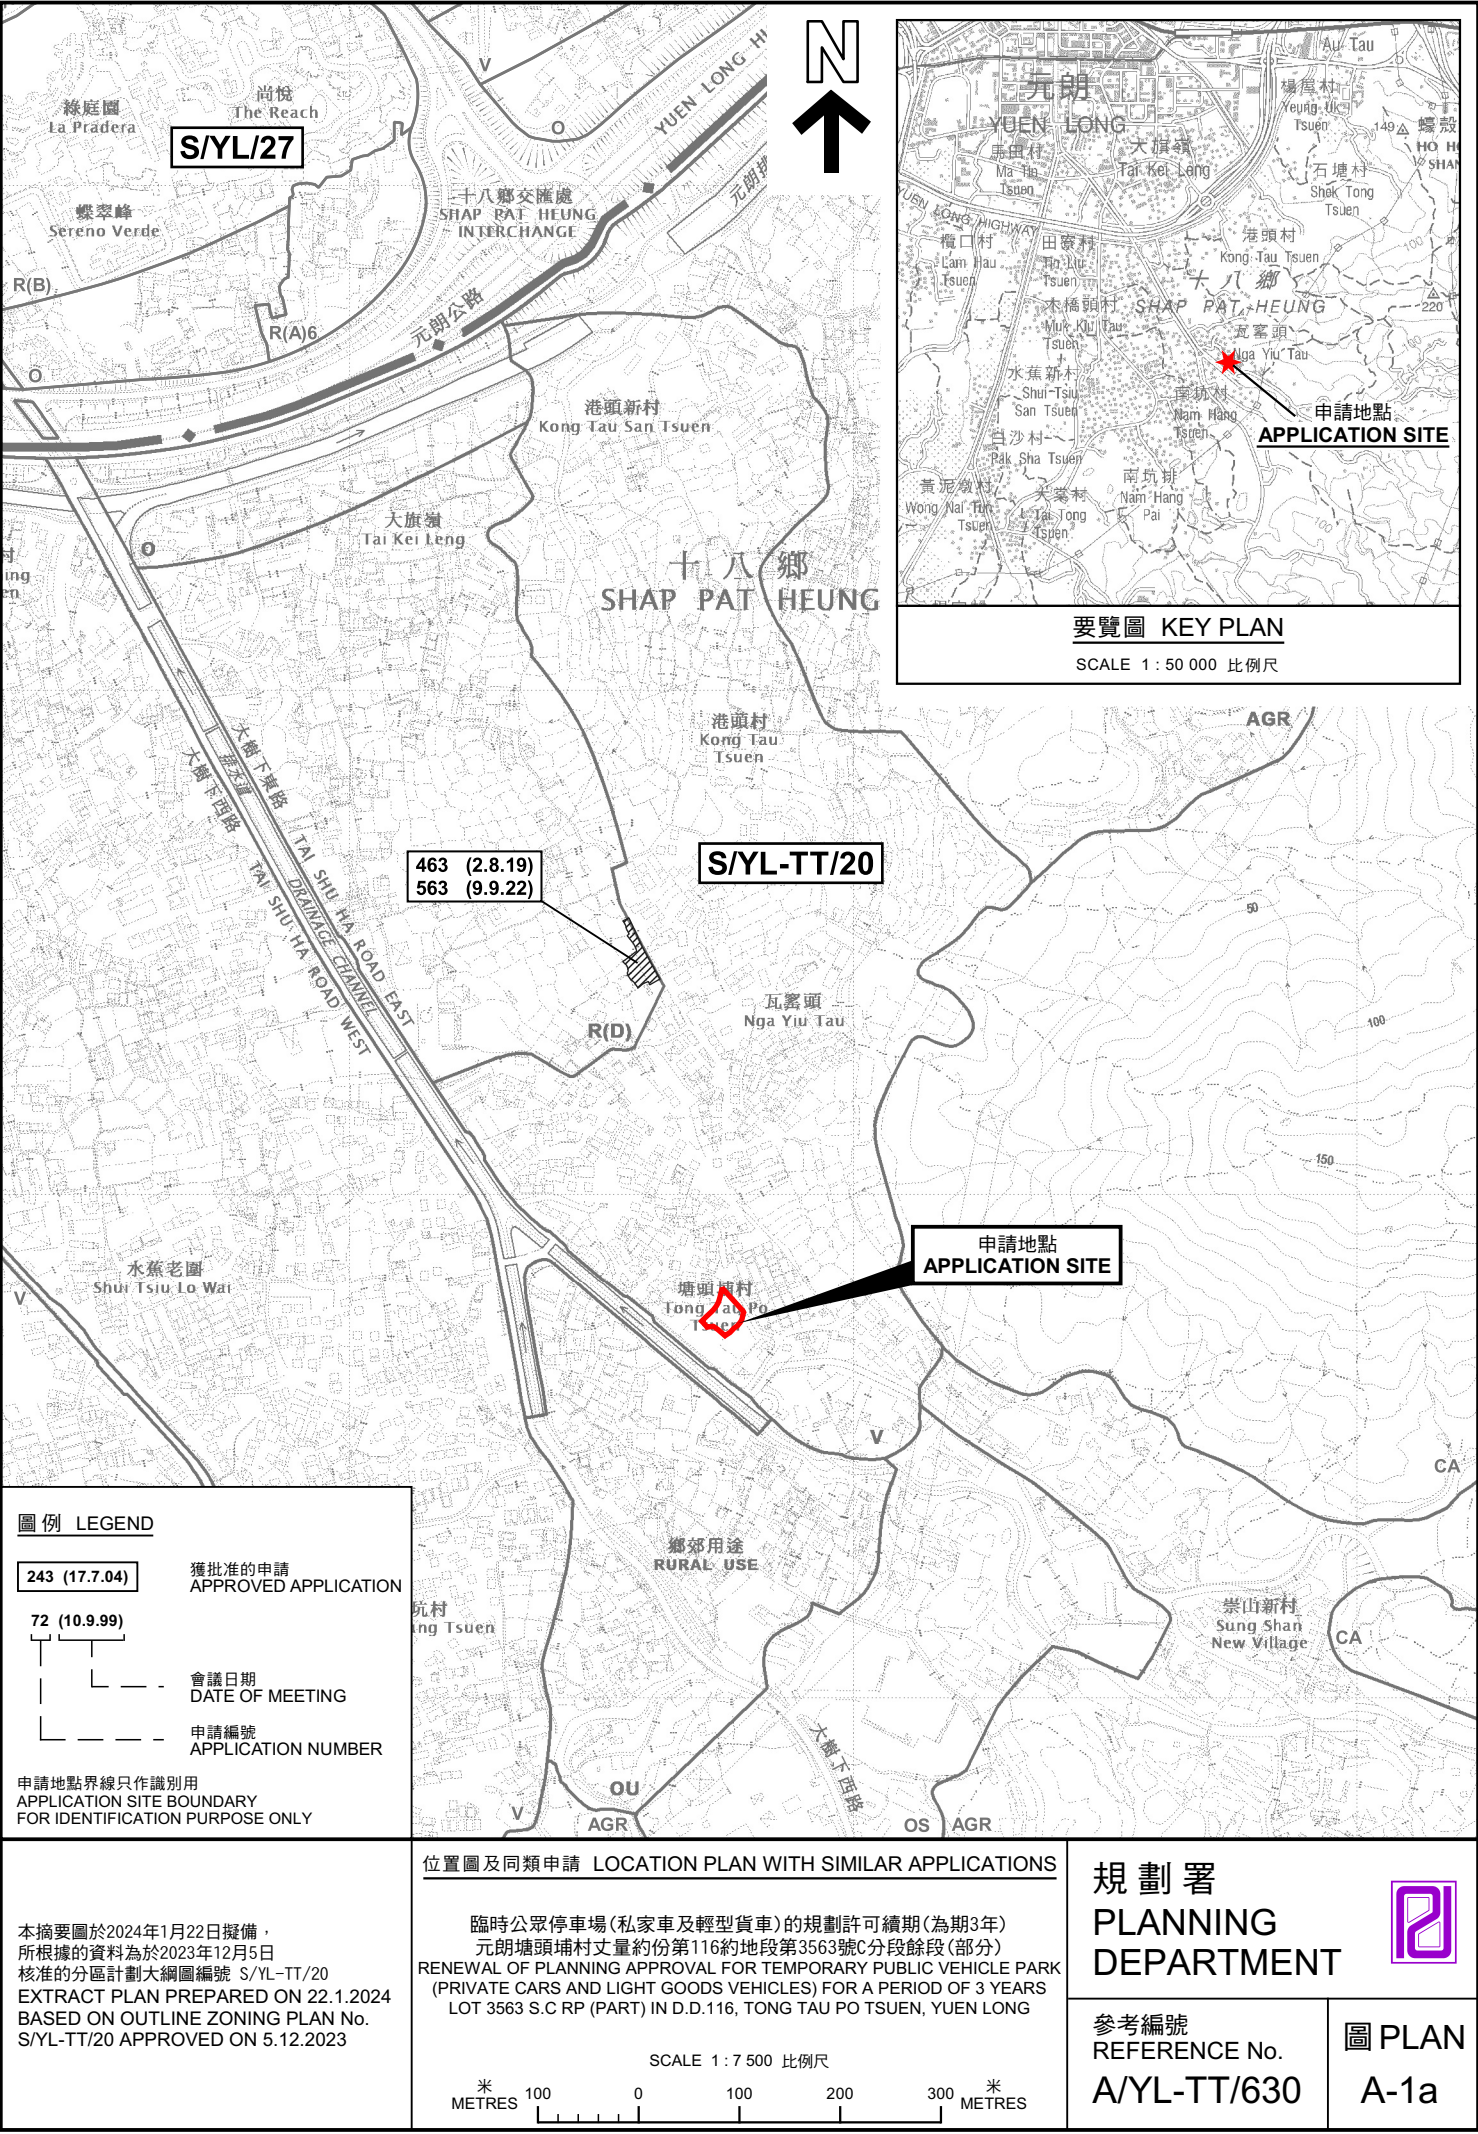 綠庭園
La Pradera
尚悅
The Reach
S/YL/27
蝶翠峰
Sereno Verde
R(B)
R(A)6
O
V
O
十八鄉交匯處
SHAP PAT HEUNG
INTERCHANGE
元朗公路
N
元朗
YUEN LONG
Au Tau
楊屋村
Yeung Uk
Tsuen
149
馬田村
Ma Tin
Tsuen
大旗嶺
Tai Kei Leng
石塘村
Shek Tong
Tsuen
YUEN LONG HIGHWAY
欖口村
Lam Hau
Tsuen
田寮村
Tin Liu
Tsuen
港頭村
Kong Tau Tsuen
100
十八鄉
SHAP PAT HEUNG
220
木橋頭村
Muk Kiu Tau
Tsuen
瓦窰頭
Nga Yiu Tau
水蕉新村
Shui Tsiu
San Tsuen
南坑村
Nam Hang
Tsuen
申請地點
APPLICATION SITE
白沙村
Pak Sha Tsuen
黃泥墩村
Wong Nai Tun
Tsuen
大棠村
Tai Tong
Tsuen
南坑排
Nam Hang
Pai
100
要覽圖 KEY PLAN
SCALE 1 : 50 000 比例尺
港頭新村
Kong Tau San Tsuen
大旗嶺
Tai Kei Leng
O
十八鄉
SHAP PAT HEUNG
港頭村
Kong Tau
Tsuen
AGR
大樹下東路
排水道
大樹下西路
TAI SHU HA ROAD EAST
DRAINAGE CHANNEL
TAI SHU HA ROAD WEST
463 (2.8.19)
563 (9.9.22)
S/YL-TT/20
50
瓦窰頭
Nga Yiu Tau
R(D)
100
150
申請地點
APPLICATION SITE
水蕉老圍
Shui Tsiu Lo Wai
V
塘頭埔村
Tong Tau Po
Tsuen
V
CA
鄉郊用途
RURAL USE
崇山新村
Sung Shan
New Village
CA
大樹下西路
OU
V
AGR
OS
AGR
圖例 LEGEND
243 (17.7.04)
獲批准的申請
APPROVED APPLICATION
72 (10.9.99)
會議日期
DATE OF MEETING
申請編號
APPLICATION NUMBER
申請地點界線只作識別用
APPLICATION SITE BOUNDARY
FOR IDENTIFICATION PURPOSE ONLY
本摘要圖於2024年1月22日擬備，
所根據的資料為於2023年12月5日
核准的分區計劃大綱圖編號 S/YL-TT/20
EXTRACT PLAN PREPARED ON 22.1.2024
BASED ON OUTLINE ZONING PLAN No.
S/YL-TT/20 APPROVED ON 5.12.2023
位置圖及同類申請 LOCATION PLAN WITH SIMILAR APPLICATIONS
臨時公眾停車場(私家車及輕型貨車)的規劃許可續期(為期3年)
元朗塘頭埔村丈量約份第116約地段第3563號C分段餘段(部分)
RENEWAL OF PLANNING APPROVAL FOR TEMPORARY PUBLIC VEHICLE PARK
(PRIVATE CARS AND LIGHT GOODS VEHICLES) FOR A PERIOD OF 3 YEARS
LOT 3563 S.C RP (PART) IN D.D.116, TONG TAU PO TSUEN, YUEN LONG
SCALE 1 : 7 500 比例尺
米
METRES 100 0 100 200 300 米
METRES
規劃署
PLANNING
DEPARTMENT
參考編號
REFERENCE No.
A/YL-TT/630
圖 PLAN
A-1a